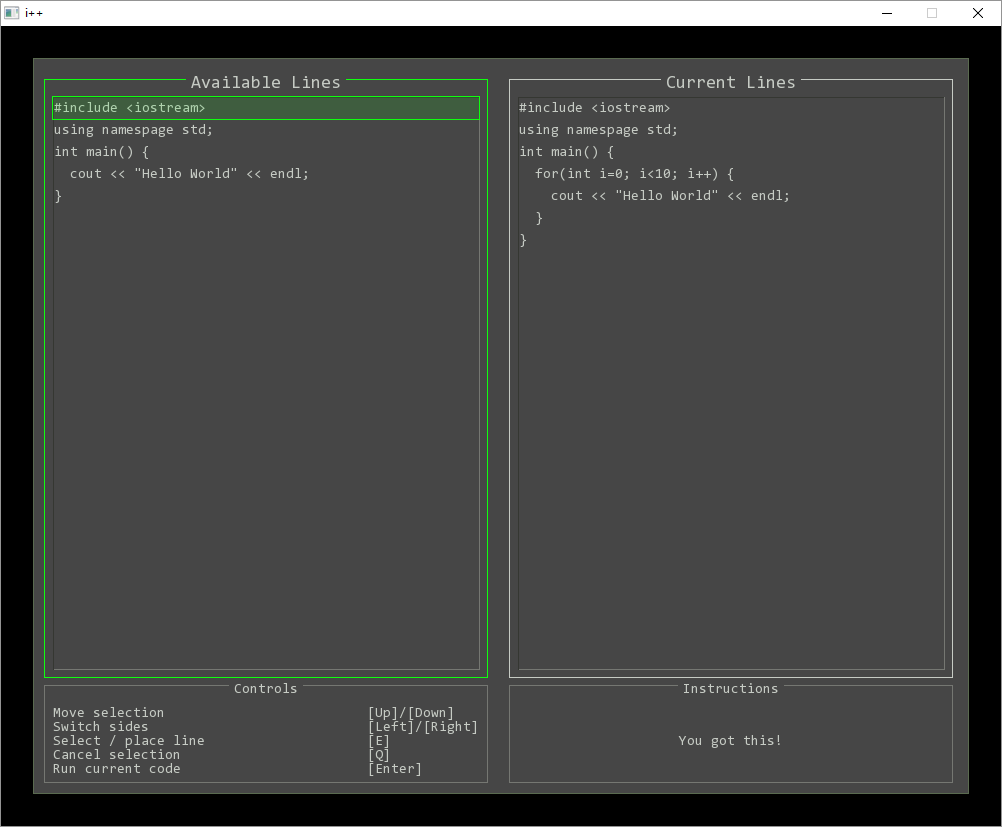 i++
Available Lines
#include <iostream>
using namespage std;
int main() {
  cout << "Hello World" << endl;
}
Current Lines
#include <iostream>
using namespage std;
int main() {
  for(int i=0; i<10; i++) {
    cout << "Hello World" << endl;
  }
}
Controls
Move selection [Up]/[Down]
Switch sides [Left]/[Right]
Select / place line [E]
Cancel selection [Q]
Run current code [Enter]
Instructions
You got this!